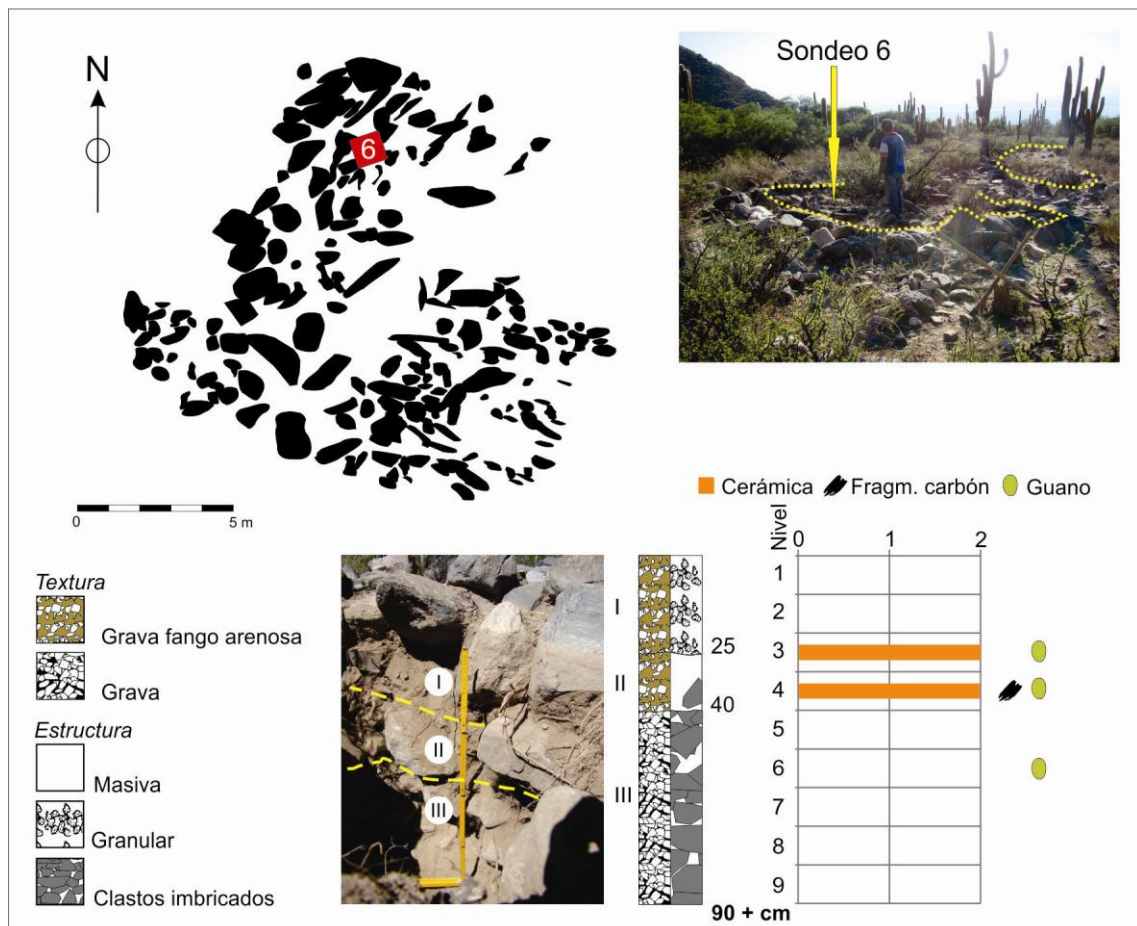 N
6
Sondeo 6
0 5 m
Cerámica Fragm. carbón Guano
Textura
Grava fango arenosa
Grava
Estructura
Masiva
Granular
Clastos imbricados
I
II
III
I
II
III
25
40
90 + cm
Nivel
0 1 2
1
2
3
4
5
6
7
8
9